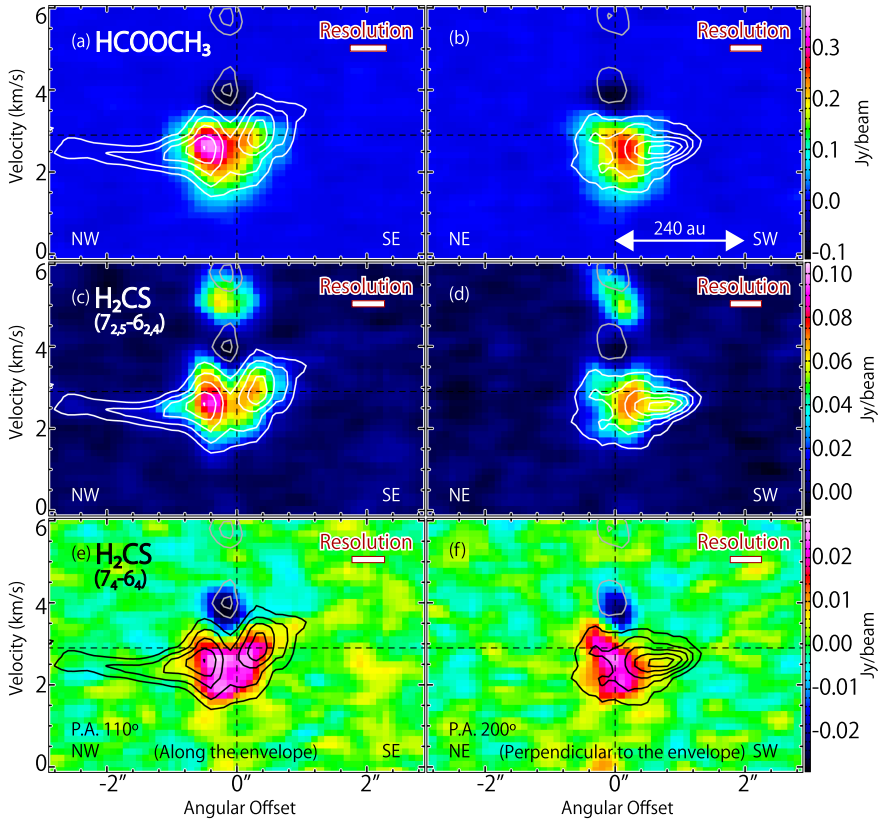 (a) HCOOCH₃
Resolution
(b)
Resolution
6
4
2
0
Velocity (km/s)
NW
SE
NE
240 au
SW
0.3
0.2
0.1
0.0
-0.1
Jy/beam
(c) H₂CS
(7₂,₅-6₂,₄)
Resolution
(d)
Resolution
6
4
2
0
Velocity (km/s)
NW
SE
NE
SW
0.10
0.08
0.06
0.04
0.02
0.00
Jy/beam
(e) H₂CS
(7₄-6₄)
Resolution
(f)
Resolution
6
4
2
0
Velocity (km/s)
P.A. 110º
NW
(Along the envelope)
SE
P.A. 200º
NE
(Perpendicular to the envelope)
SW
0.02
0.01
0.00
-0.01
-0.02
Jy/beam
-2″
0″
2″
-2″
0″
2″
Angular Offset
Angular Offset